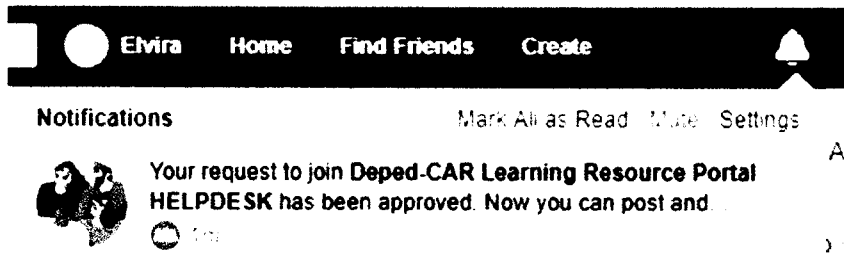 Elvira Home Find Friends Create
Notifications Mark All as Read Mute Settings
Your request to join Deped-CAR Learning Resource Portal
HELPDESK has been approved. Now you can post and...